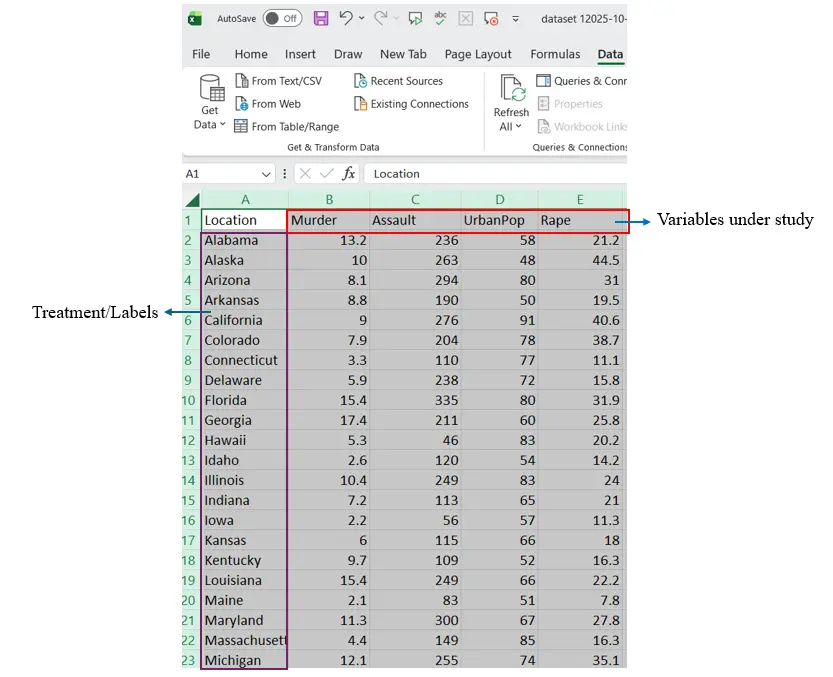 AutoSave Off dataset 12025-10-
File Home Insert Draw New Tab Page Layout Formulas Data
Get Data
From Text/CSV
From Web
From Table/Range
Recent Sources
Existing Connections
Get & Transform Data
Refresh All
Queries & Conn
Properties
Workbook Links
Queries & Connections
A1 fx Location
A B C D E
1 Location Murder Assault UrbanPop Rape
Variables under study
2 Alabama 13.2 236 58 21.2
3 Alaska 10 263 48 44.5
4 Arizona 8.1 294 80 31
5 Arkansas 8.8 190 50 19.5
Treatment/Labels
6 California 9 276 91 40.6
7 Colorado 7.9 204 78 38.7
8 Connecticut 3.3 110 77 11.1
9 Delaware 5.9 238 72 15.8
10 Florida 15.4 335 80 31.9
11 Georgia 17.4 211 60 25.8
12 Hawaii 5.3 46 83 20.2
13 Idaho 2.6 120 54 14.2
14 Illinois 10.4 249 83 24
15 Indiana 7.2 113 65 21
16 Iowa 2.2 56 57 11.3
17 Kansas 6 115 66 18
18 Kentucky 9.7 109 52 16.3
19 Louisiana 15.4 249 66 22.2
20 Maine 2.1 83 51 7.8
21 Maryland 11.3 300 67 27.8
22 Massachusett 4.4 149 85 16.3
23 Michigan 12.1 255 74 35.1